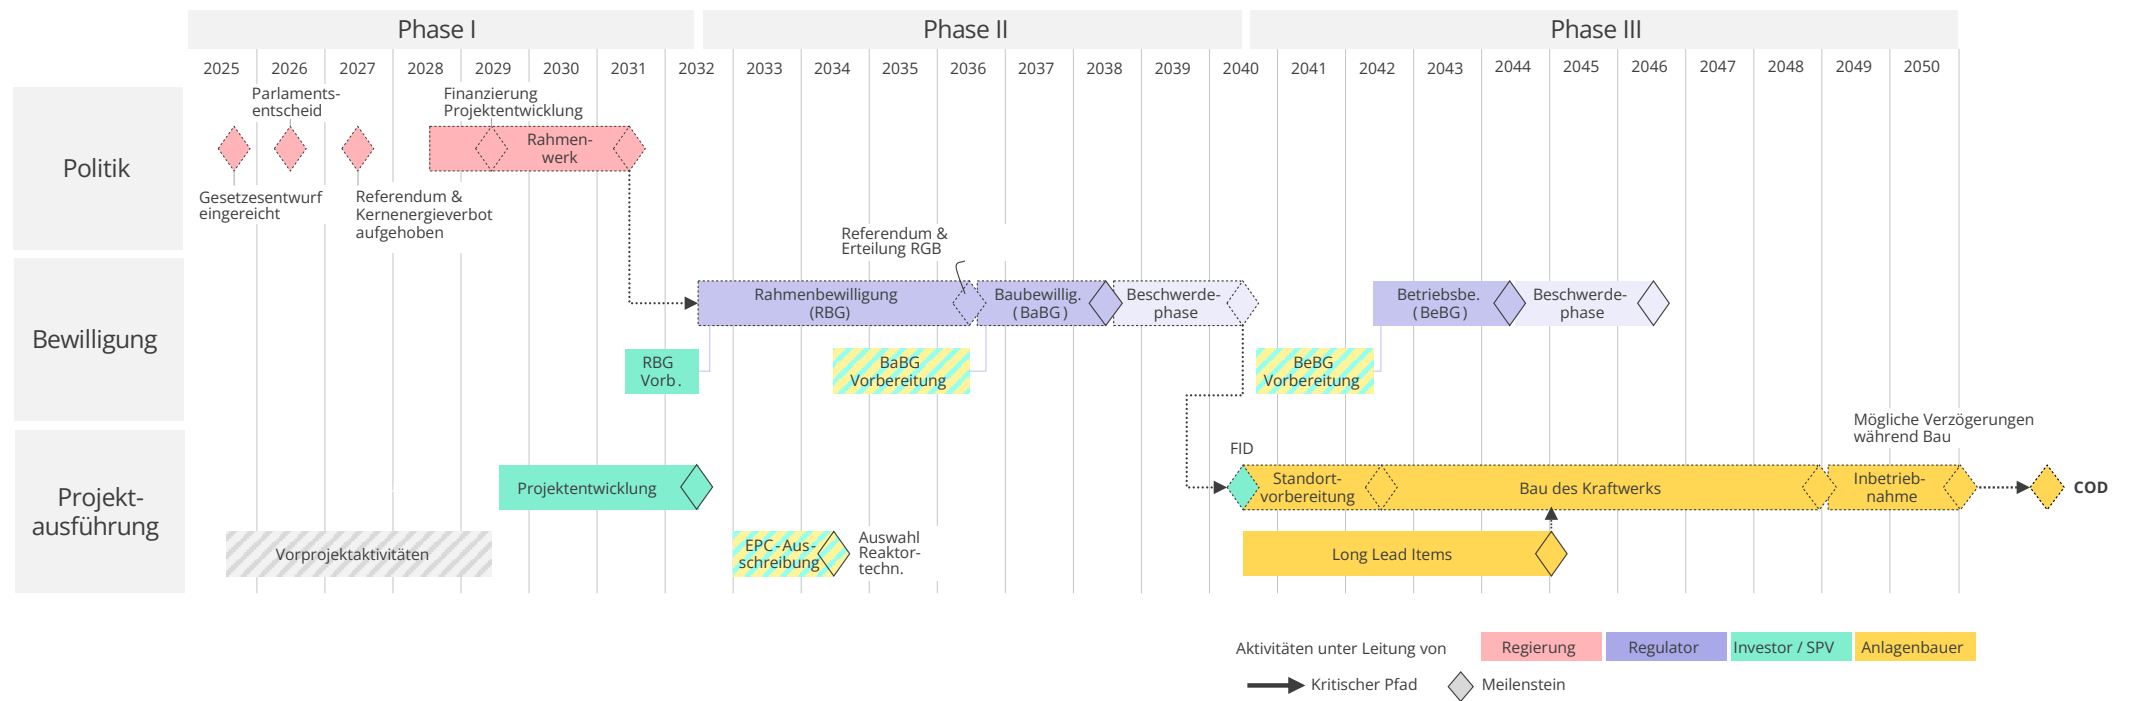 Phase I
Phase II
Phase III
2025 2026 2027 2028 2029 2030 2031 2032 2033 2034 2035 2036 2037 2038 2039 2040 2041 2042 2043 2044 2045 2046 2047 2048 2049 2050
Politik
Parlaments-
entscheid
Finanzierung
Projektentwicklung
Rahmen-
werk
Gesetzesentwurf
eingereicht
Referendum &
Kernenergieverbot
aufgehoben
Bewilligung
Referendum &
Erteilung RGB
Rahmenbewilligung
(RBG)
Baubewillig.
(BaBG)
Beschwerde-
phase
Betriebsbe.
(BeBG)
Beschwerde-
phase
RBG
Vorb.
BaBG
Vorbereitung
BeBG
Vorbereitung
Projekt-
ausführung
Mögliche Verzögerungen
während Bau
FID
Projektentwicklung
Standort-
vorbereitung
Bau des Kraftwerks
Inbetrieb-
nahme
COD
Vorprojektaktivitäten
EPC-Aus-
schreibung
Auswahl
Reaktor-
techn.
Long Lead Items
Aktivitäten unter Leitung von
Regierung
Regulator
Investor / SPV
Anlagenbauer
Kritischer Pfad
Meilenstein